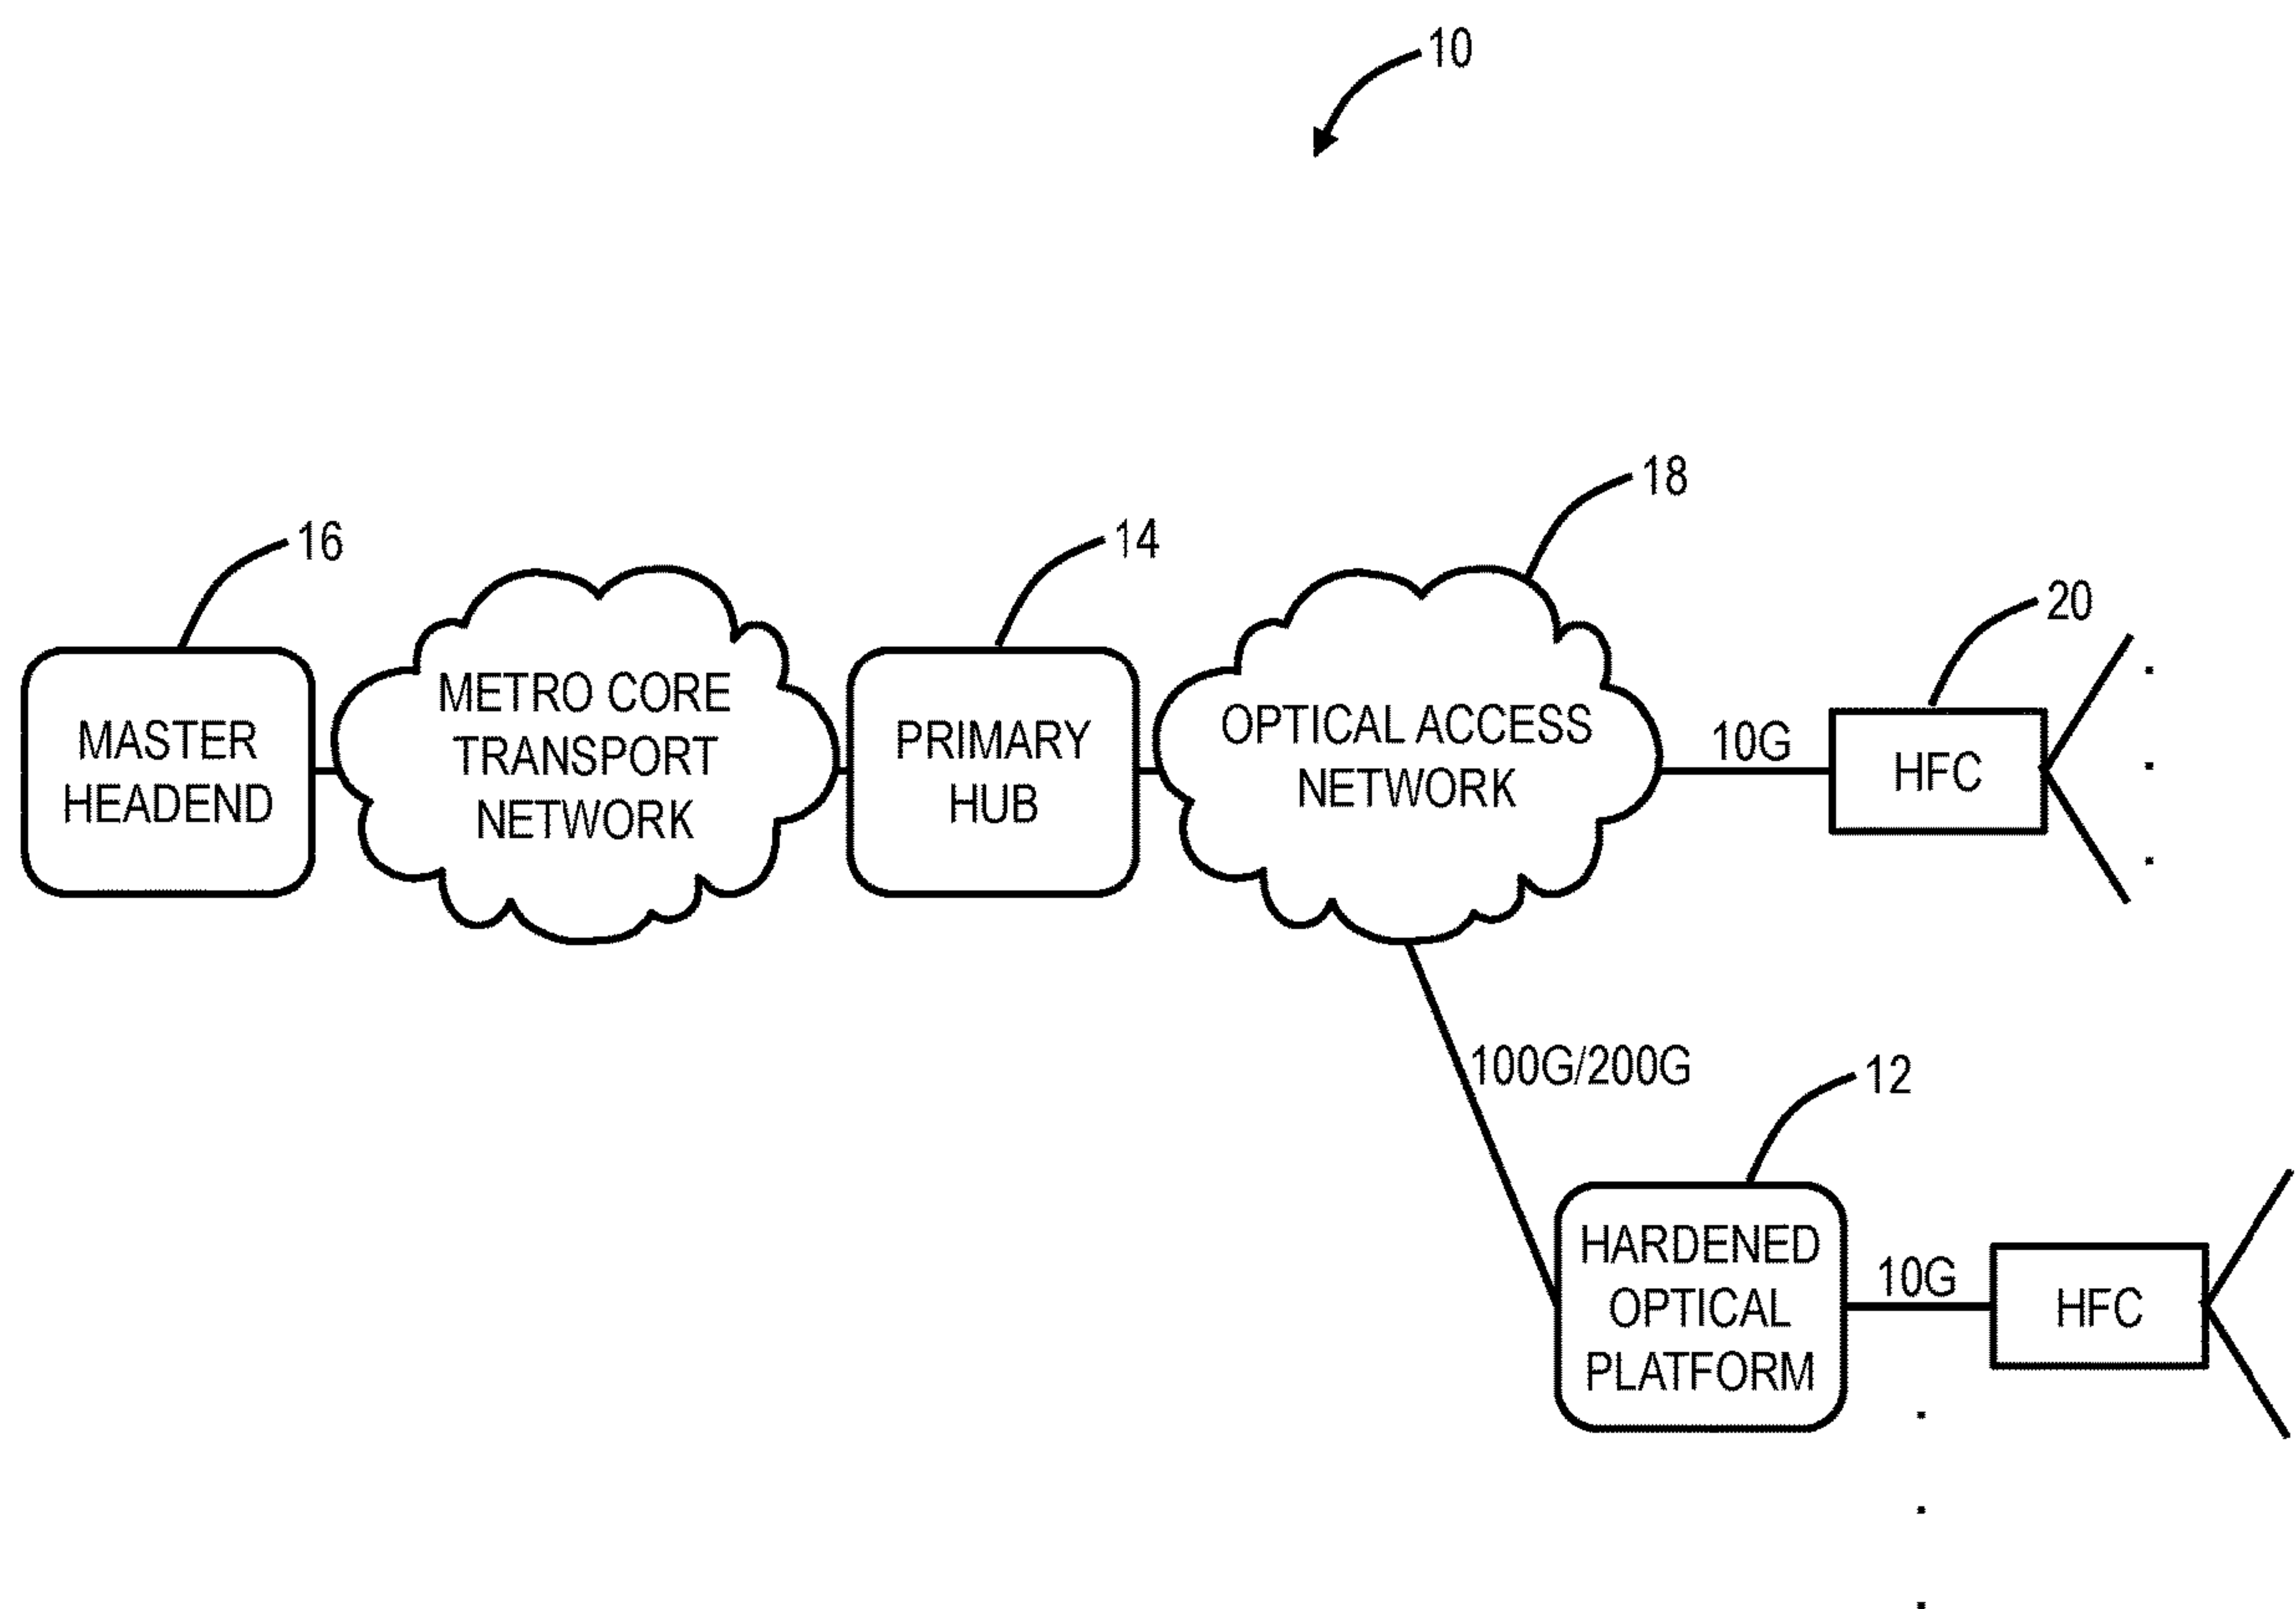 10
18
16
14
20
METRO CORE
TRANSPORT
NETWORK
MASTER
HEADEND
PRIMARY
HUB
OPTICAL ACCESS
NETWORK
10G
HFC
100G/200G
12
HARDENED
OPTICAL
PLATFORM
10G
HFC